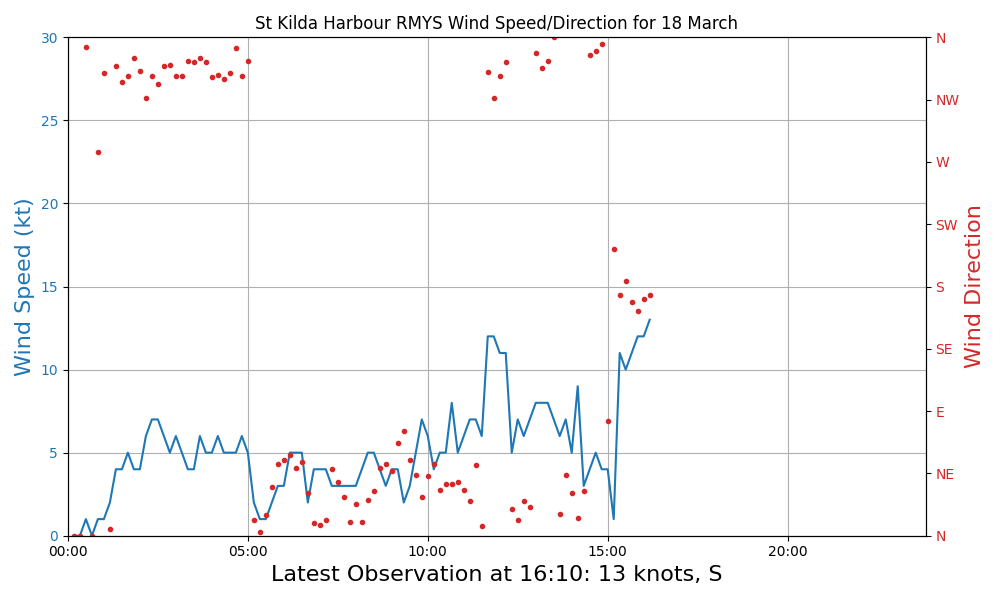 St Kilda Harbour RMYS Wind Speed/Direction for 18 March
30
25
20
15
10
5
0
Wind Speed (kt)
N
NW
W
SW
S
SE
E
NE
N
Wind Direction
00:00 05:00 10:00 15:00 20:00
Latest Observation at 16:10: 13 knots, S